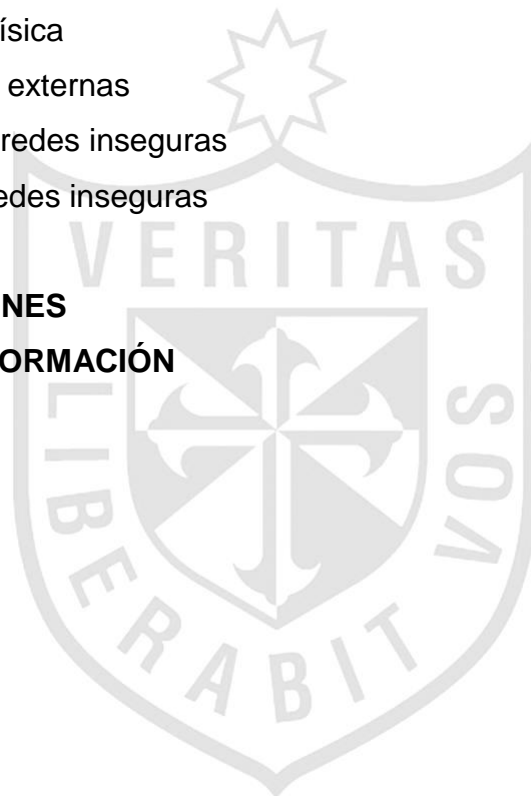 ísica
externas
redes inseguras
edes inseguras
NES
ORMACIÓN
VERITAS
LIBERABIT VOS